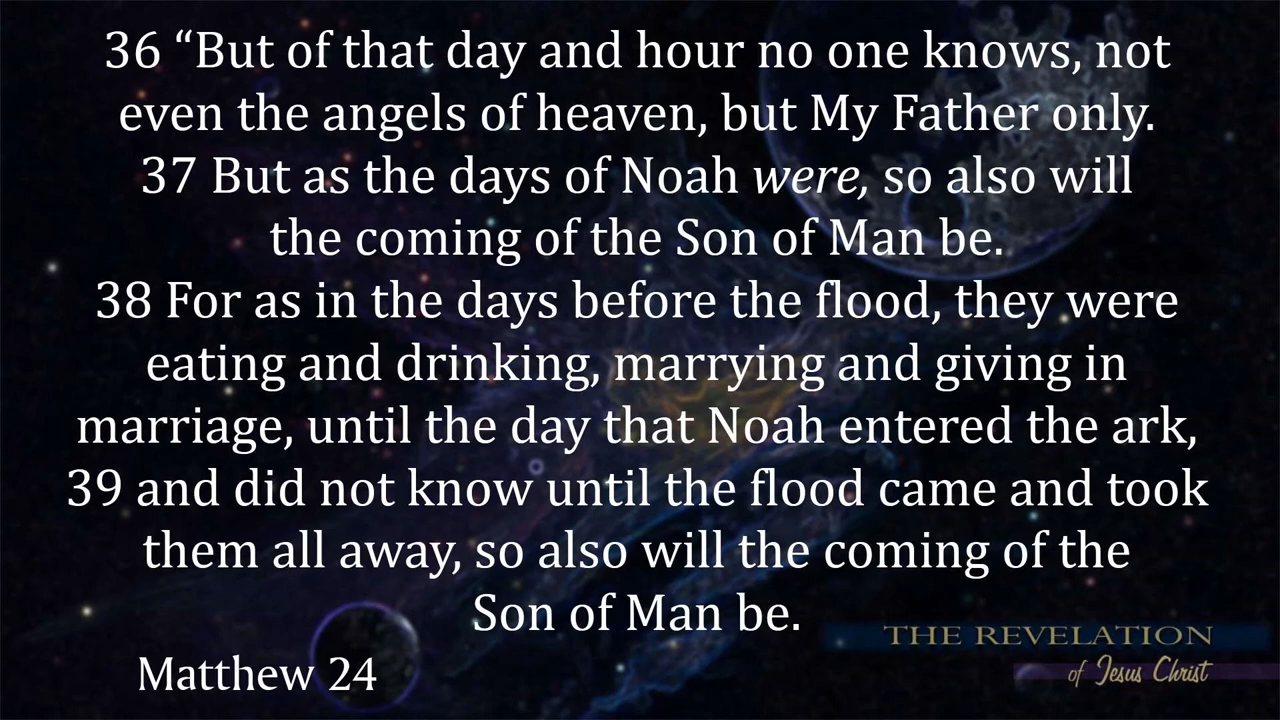 36 “But of that day and hour no one knows, not
even the angels of heaven, but My Father only.
37 But as the days of Noah were, so also will
the coming of the Son of Man be.
38 For as in the days before the flood, they were
eating and drinking, marrying and giving in
marriage, until the day that Noah entered the ark,
39 and did not know until the flood came and took
them all away, so also will the coming of the
Son of Man be.
Matthew 24
THE REVELATION
of Jesus Christ